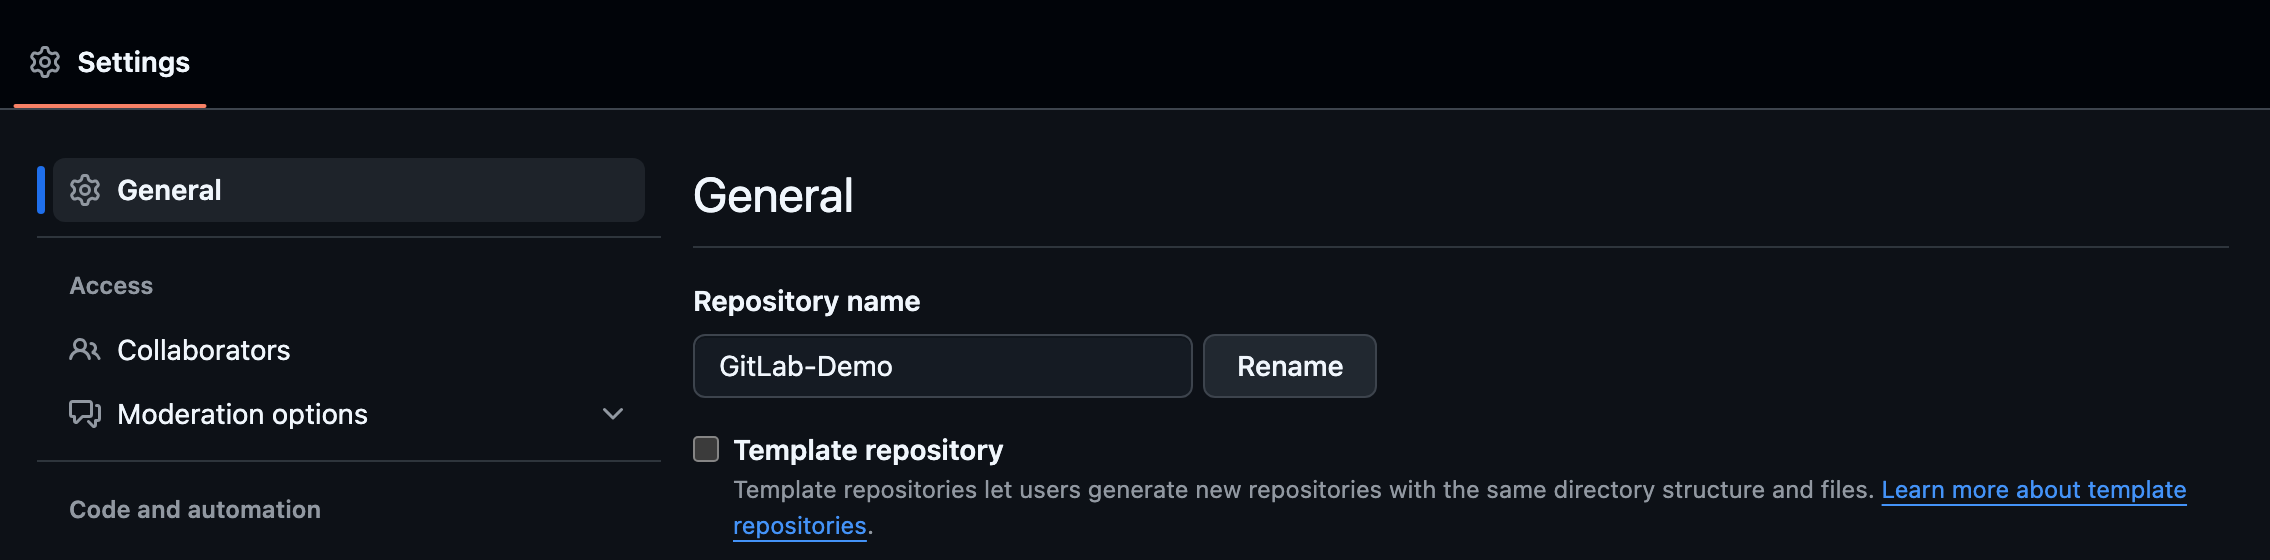 Settings
General
Access
Collaborators
Moderation options
Code and automation
General
Repository name
GitLab-Demo
Rename
Template repository
Template repositories let users generate new repositories with the same directory structure and files. Learn more about template
repositories.